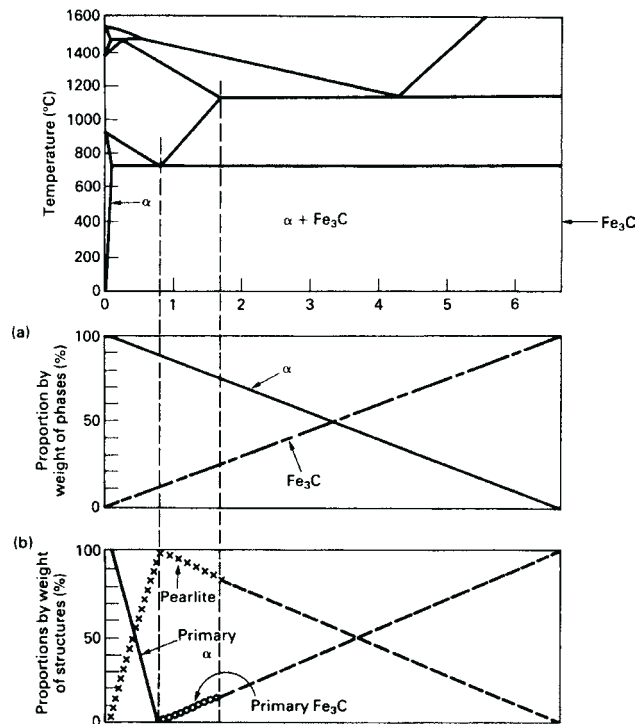 Temperature (°C)
1600
1400
1200
1000
800
600
400
200
0
α
α + Fe₃C
Fe₃C
0 1 2 3 4 5 6
(a)
Proportion by
weight of phases (%)
100
50
0
α
Fe₃C
(b)
Proportions by weight
of structures (%)
100
50
0
Pearlite
Primary
α
Primary Fe₃C